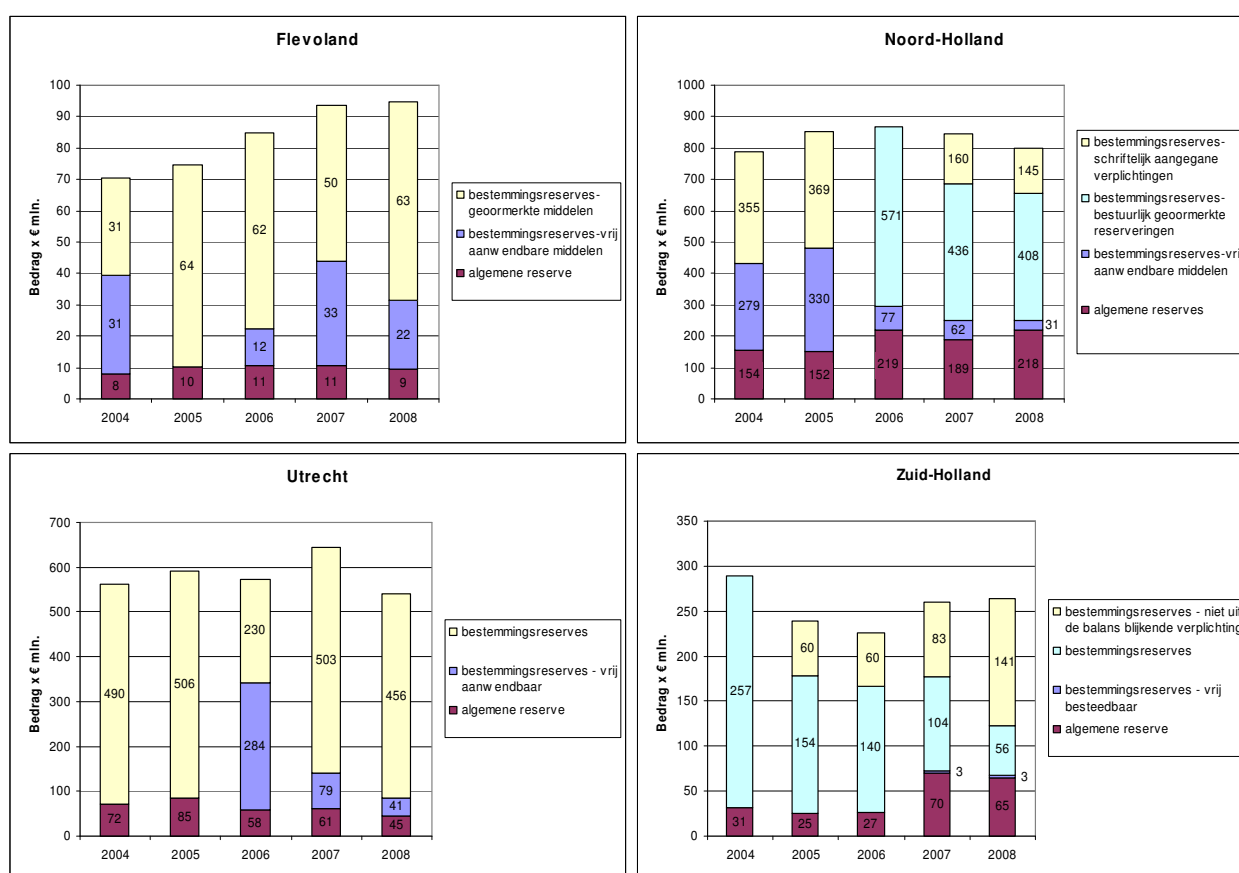 Flevoland
Bedrag x € mln.
100
90
80
70
60
50
40
30
20
10
0
31 64 62 50 63
31 12 33 22
8 10 11 11 9
2004 2005 2006 2007 2008
bestemmingsreserves-
geoormerkte middelen
bestemmingsreserves-vrij
aanw endbare middelen
algemene reserve
Noord-Holland
Bedrag x € mln.
1000
900
800
700
600
500
400
300
200
100
0
355 369 160 145
571 436 408
279 330 77 62 31
154 152 219 189 218
2004 2005 2006 2007 2008
bestemmingsreserves-
schriftelijk aangegane
verplichtingen
bestemmingsreserves-
bestuurlijk geoormerkte
reserveringen
bestemmingsreserves-vrij
aanw endbare middelen
algemene reserves
Utrecht
Bedrag x € mln.
700
600
500
400
300
200
100
0
490 506 230 503 456
284 79 41
72 85 58 61 45
2004 2005 2006 2007 2008
bestemmingsreserves
bestemmingsreserves - vrij
aanw endbaar
algemene reserve
Zuid-Holland
Bedrag x € mln.
350
300
250
200
150
100
50
0
60 60 83 141
257 154 140 104 56
3 3
31 25 27 70 65
2004 2005 2006 2007 2008
bestemmingsreserves - niet uit
de balans blijkende verplichting
bestemmingsreserves
bestemmingsreserves - vrij
besteedbaar
algemene reserve